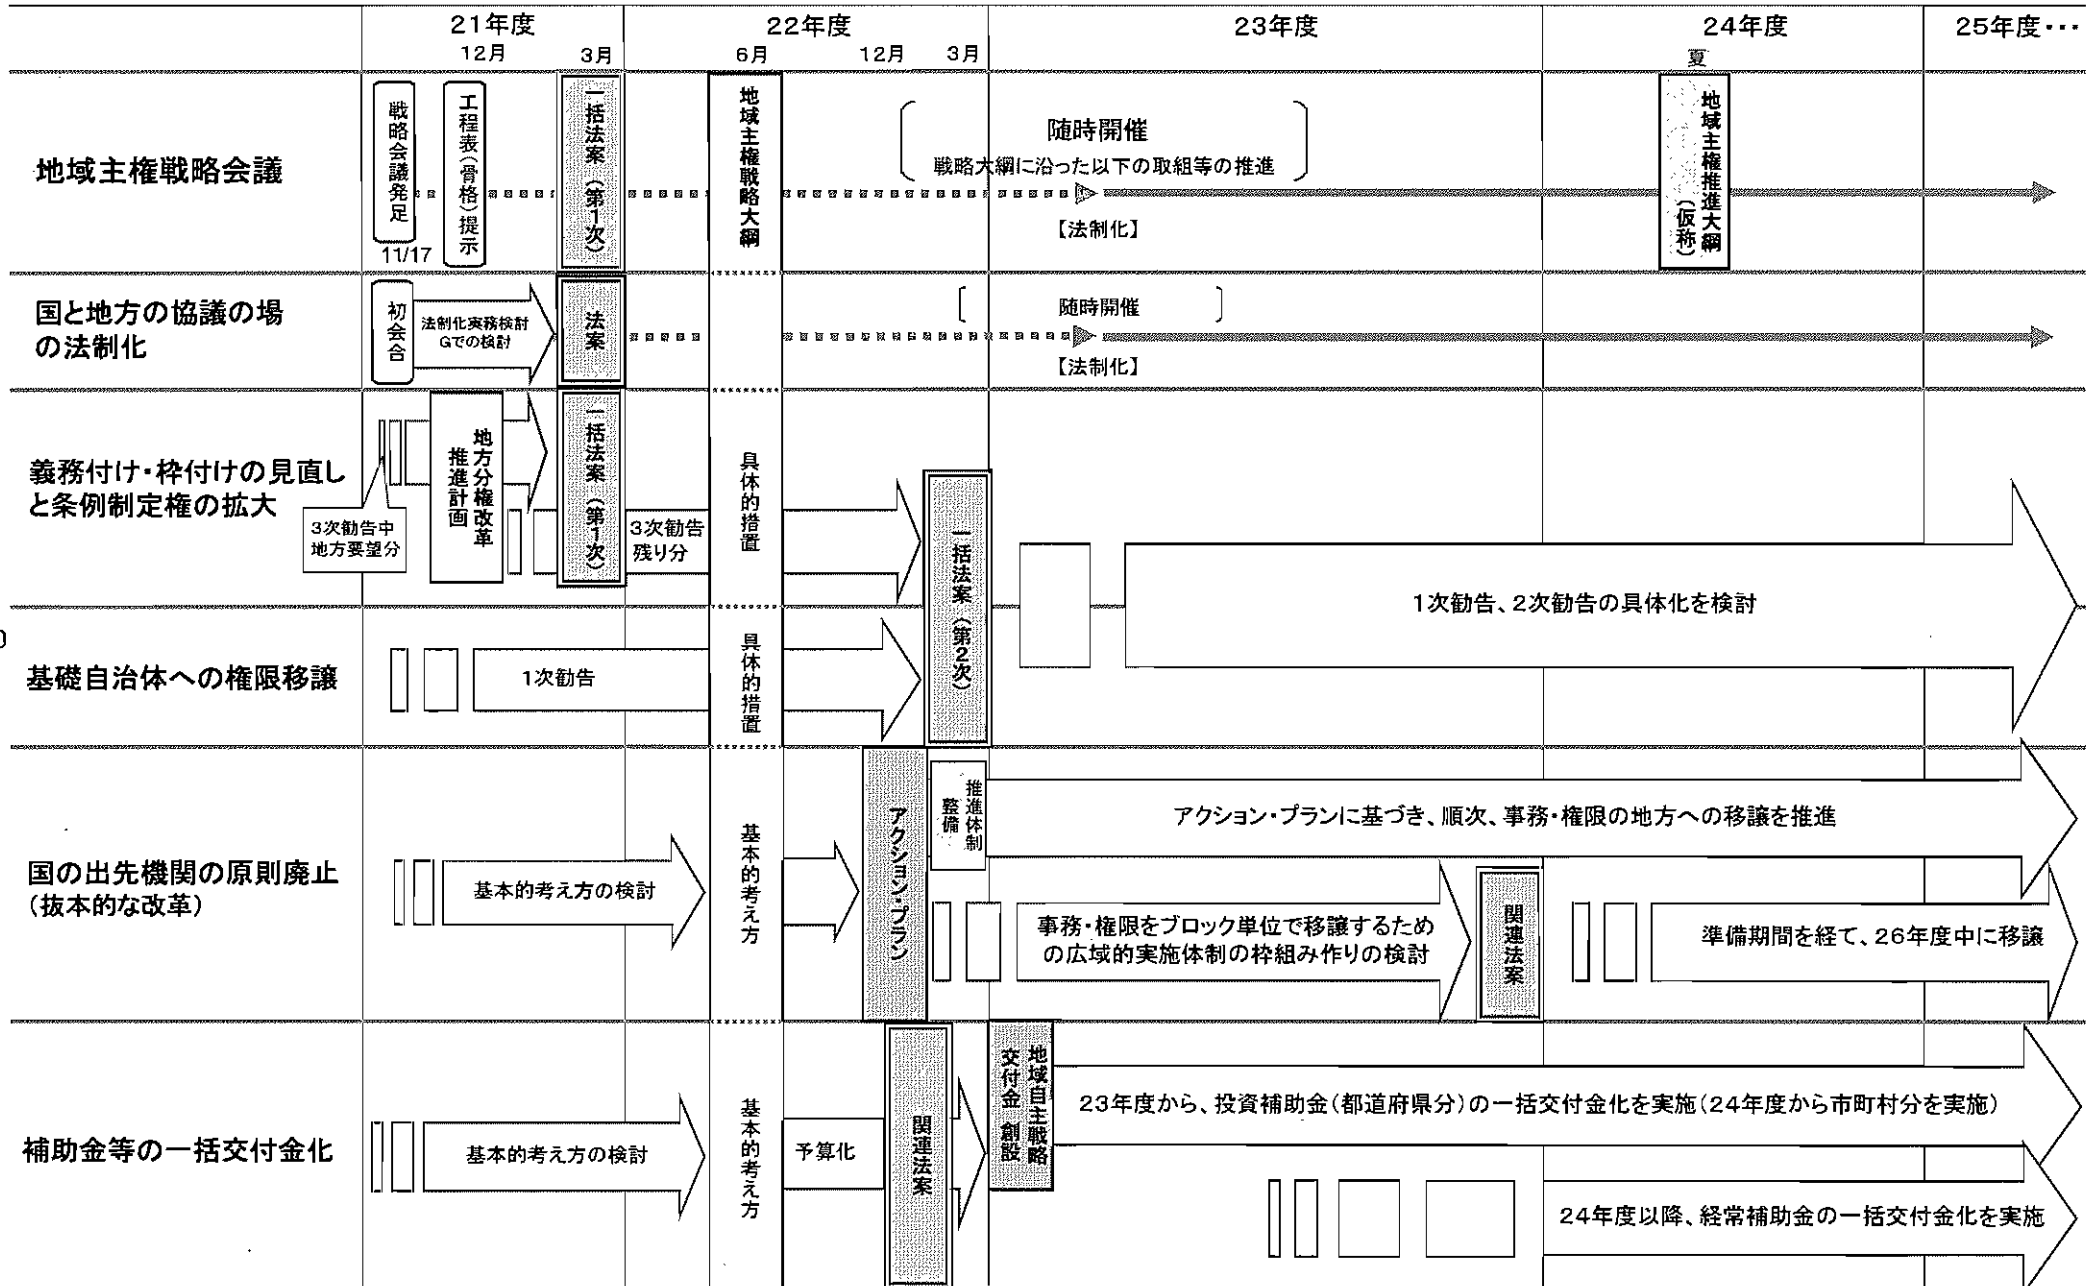 21年度
22年度
23年度
24年度
25年度・・・
12月
3月
6月
12月
3月
夏
地域主権戦略会議
戦略会議発足
11/17
工程表(骨格)提示
一括法案(第1次)
地域主権戦略大綱
随時開催
戦略大綱に沿った以下の取組等の推進
【法制化】
地域主権推進大綱
(仮称)
国と地方の協議の場
の法制化
初会合
法制化実務検討
Gでの検討
法案
随時開催
【法制化】
義務付け・枠付けの見直し
と条例制定権の拡大
3次勧告中
地方要望分
地方分権改革
推進計画
一括法案(第1次)
3次勧告
残り分
具体的措置
一括法案(第2次)
1次勧告、2次勧告の具体化を検討
基礎自治体への権限移譲
1次勧告
具体的措置
国の出先機関の原則廃止
(抜本的な改革)
基本的考え方の検討
基本的考え方
アクション・プラン
推進体制
整備
アクション・プランに基づき、順次、事務・権限の地方への移譲を推進
事務・権限をブロック単位で移譲するため
の広域的実施体制の枠組み作りの検討
関連法案
準備期間を経て、26年度中に移譲
補助金等の一括交付金化
基本的考え方の検討
基本的考え方
予算化
関連法案
地域自主戦略
交付金 創設
23年度から、投資補助金(都道府県分)の一括交付金化を実施(24年度から市町村分を実施)
24年度以降、経常補助金の一括交付金化を実施